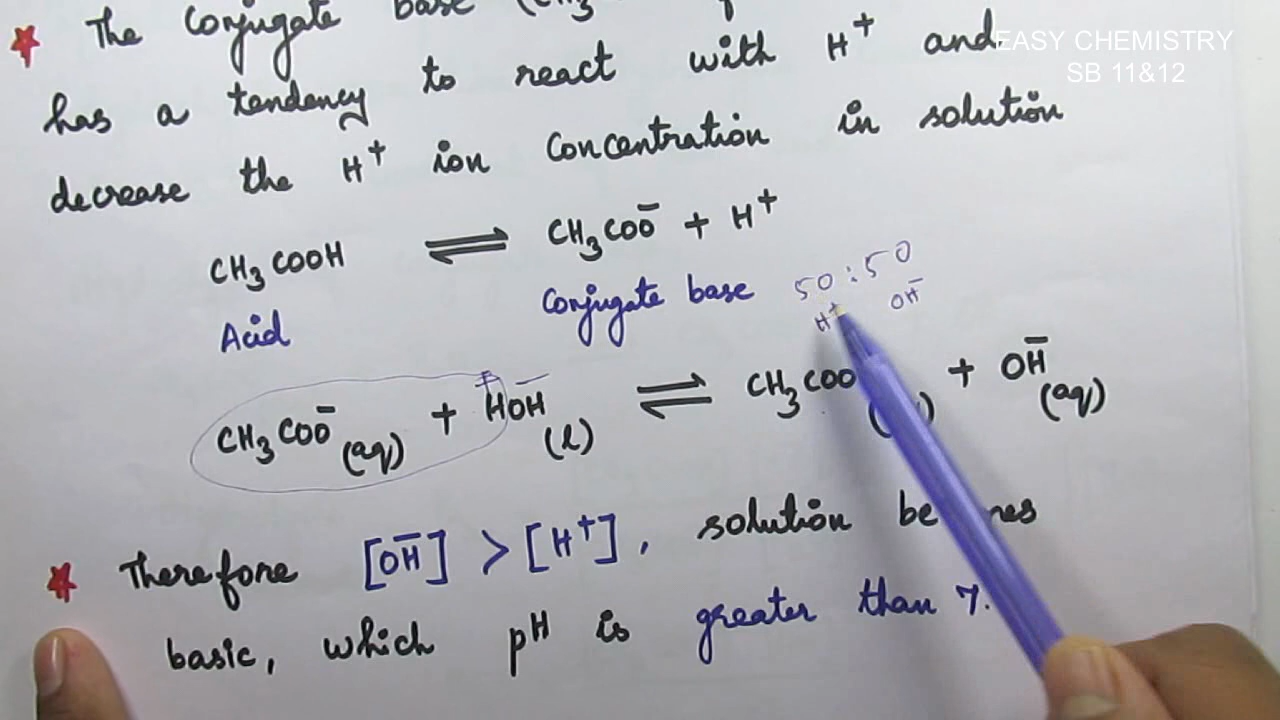 The Conjugate base (CH3
has a tendency to react with H+ and
EASY CHEMISTRY
SB 11&12
decrease the H+ ion concentration in solution
CH3COOH ⇌ CH3COO⁻ + H+
Acid
Conjugate base
50:50
H+ OH⁻
CH3COO⁻(aq) + HOH(l) ⇌ CH3COO + OH⁻(aq)
Therefore [OH⁻] > [H+], solution
basic, which pH is greater than 7.